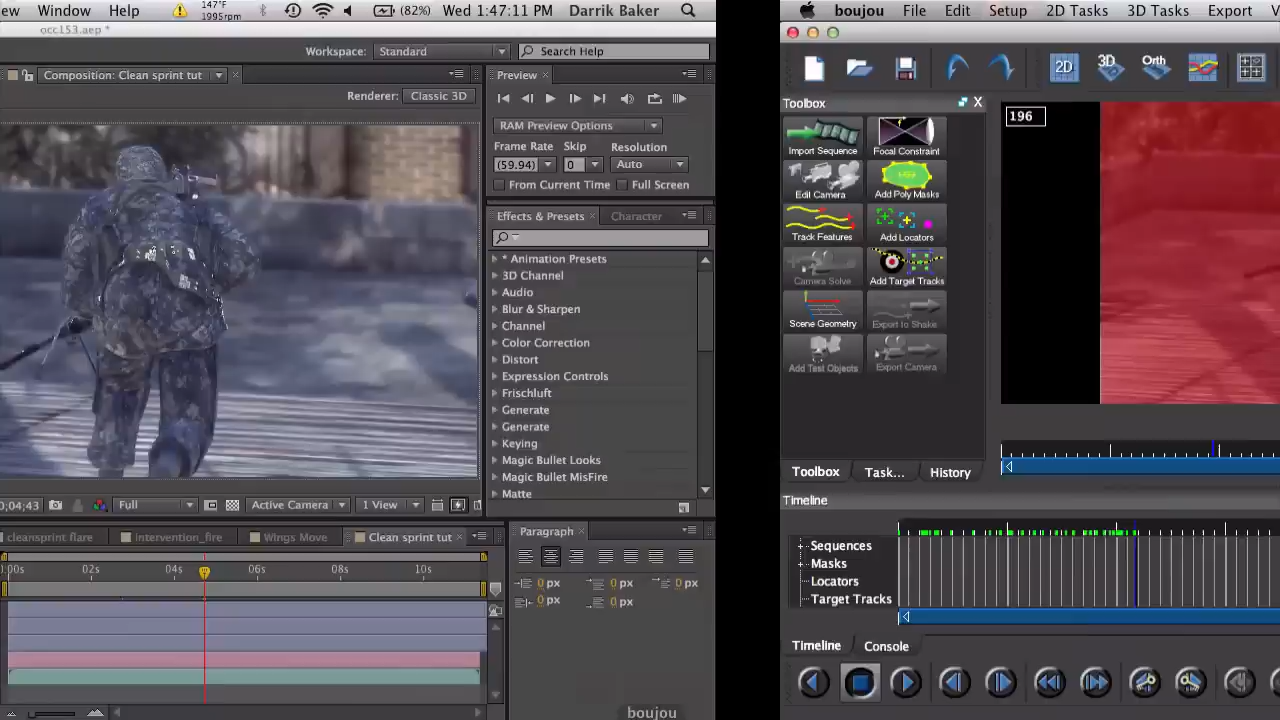 ew Window Help 147°F 1995rpm (82%) Wed 1:47:11 PM Darrik Baker
occ153.aep *
Workspace: Standard Search Help
Composition: Clean sprint tut
Renderer: Classic 3D
Full Active Camera 1 View
0;04;43
cleansprint flare Intervention_fire Wings Move Clean sprint tut
:00s 02s 04s 06s 08s 10s
Preview
RAM Preview Options
Frame Rate Skip Resolution
(59.94) 0 Auto
From Current Time Full Screen
Effects & Presets Character
* Animation Presets
3D Channel
Audio
Blur & Sharpen
Channel
Color Correction
Distort
Expression Controls
Frischluft
Generate
Generate
Keying
Magic Bullet Looks
Magic Bullet MisFire
Matte
Paragraph
0 px 0 px 0 px
0 px 0 px
boujou
boujou File Edit Setup 2D Tasks 3D Tasks Export V
2D 3D Orth
Toolbox X
Import Sequence Focal Constraint
Edit Camera Add Poly Masks
Track Features Add Locators
Camera Solve Add Target Tracks
Scene Geometry Export to Shake
Add Test Objects Export Camera
196
Toolbox Task... History
Timeline
Sequences
Masks
Locators
Target Tracks
Timeline Console